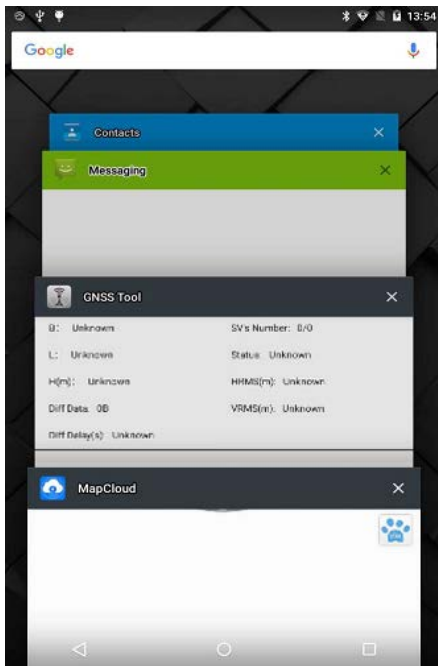 13:54
Google
Contacts
Messaging
GNSS Tool
B: Unknown SV's Number: 0/0
L: Unknown Status: Unknown
H(m): Unknown HRMS(m): Unknown
Diff Data: 0B VRMS(m): Unknown
Diff Delay(s): Unknown
MapCloud